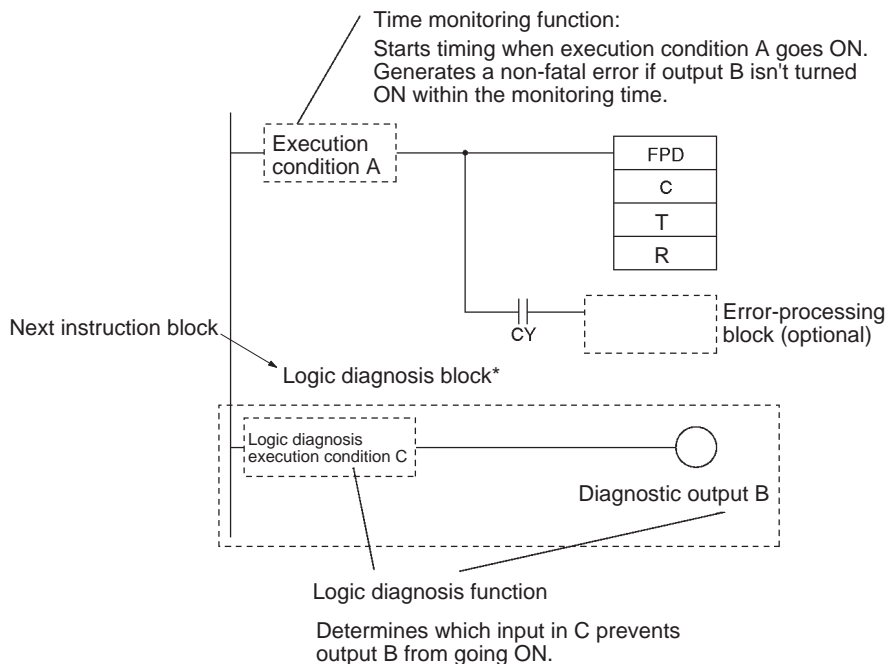 Time monitoring function:
Starts timing when execution condition A goes ON.
Generates a non-fatal error if output B isn't turned
ON within the monitoring time.
Execution
condition A
FPD
C
T
R
CY
Error-processing
block (optional)
Next instruction block
Logic diagnosis block*
Logic diagnosis
execution condition C
Diagnostic output B
Logic diagnosis function
Determines which input in C prevents
output B from going ON.